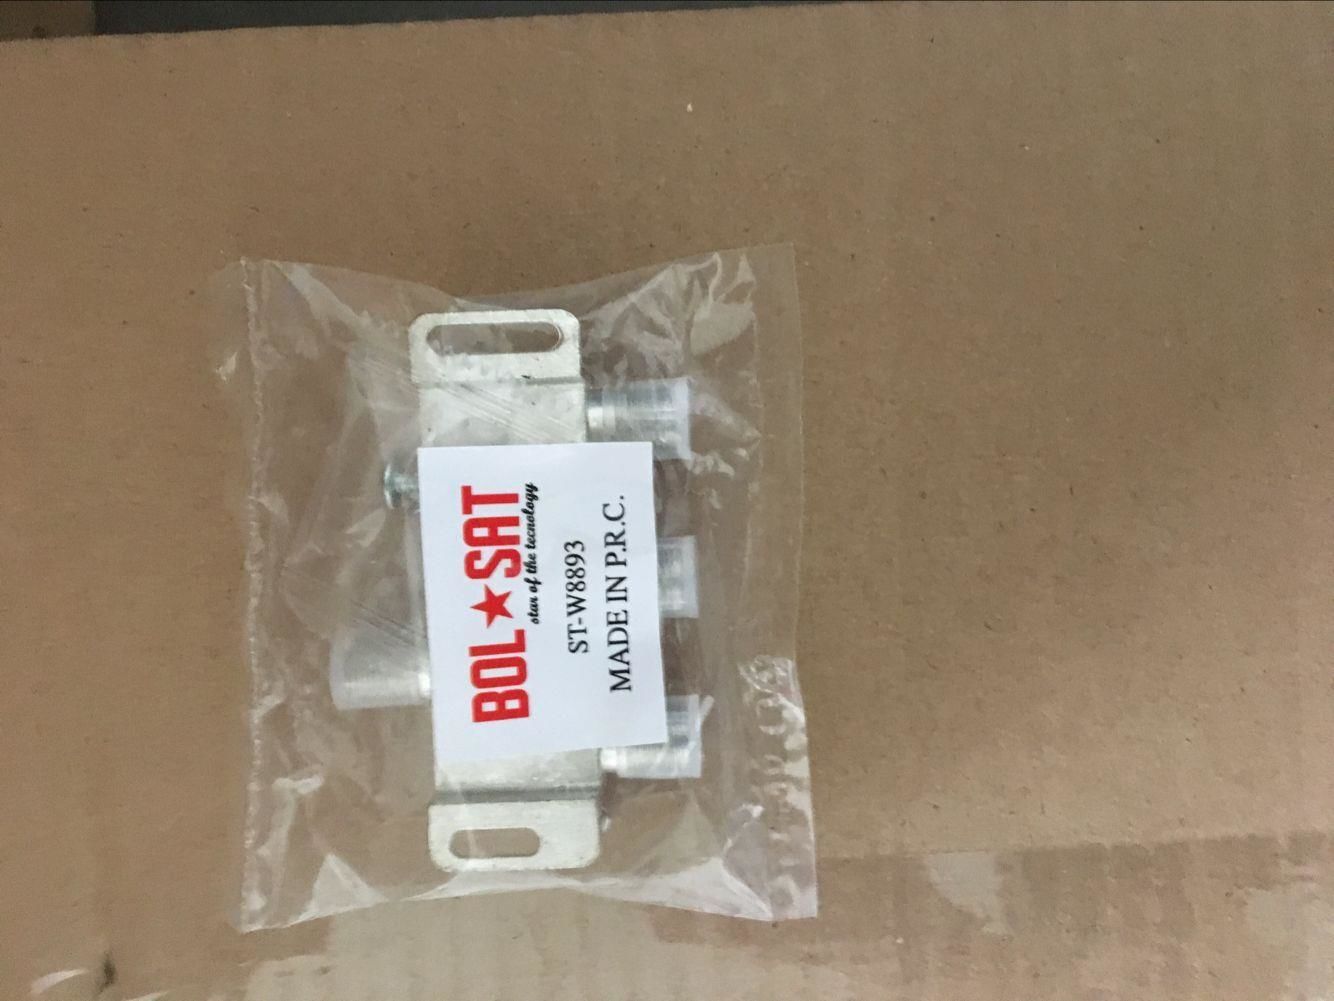 BOL★SAT
star of the tecnology
ST-W8893
MADE IN P.R.C.